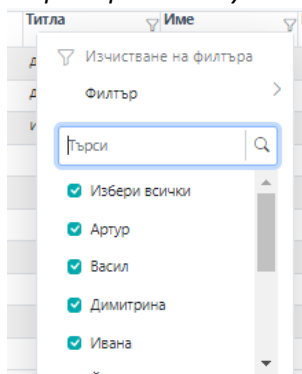 Титла Име
Изчистване на филтъра
Филтър
Търси
Избери всички
Артур
Васил
Димитрина
Ивана